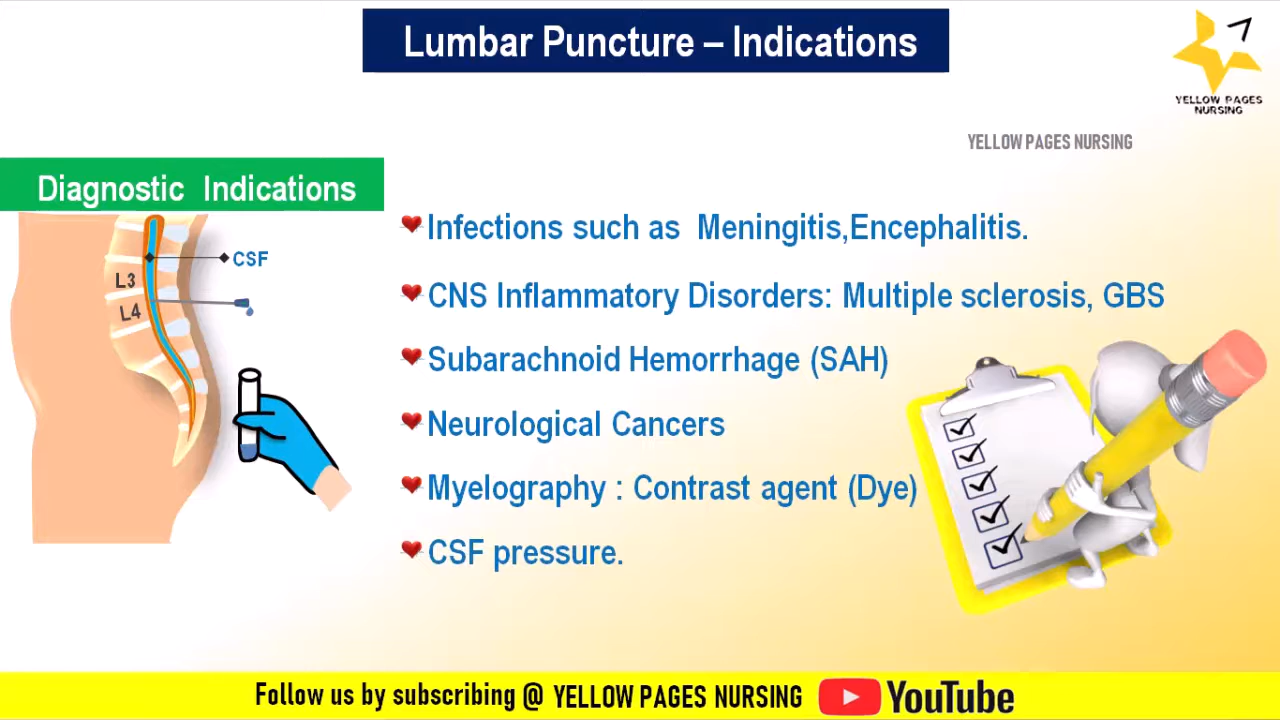 Lumbar Puncture – Indications
YELLOW PAGES
NURSING
YELLOW PAGES NURSING
Diagnostic Indications
CSF
L3
L4
Infections such as Meningitis,Encephalitis.
CNS Inflammatory Disorders: Multiple sclerosis, GBS
Subarachnoid Hemorrhage (SAH)
Neurological Cancers
Myelography : Contrast agent (Dye)
CSF pressure.
Follow us by subscribing @ YELLOW PAGES NURSING YouTube